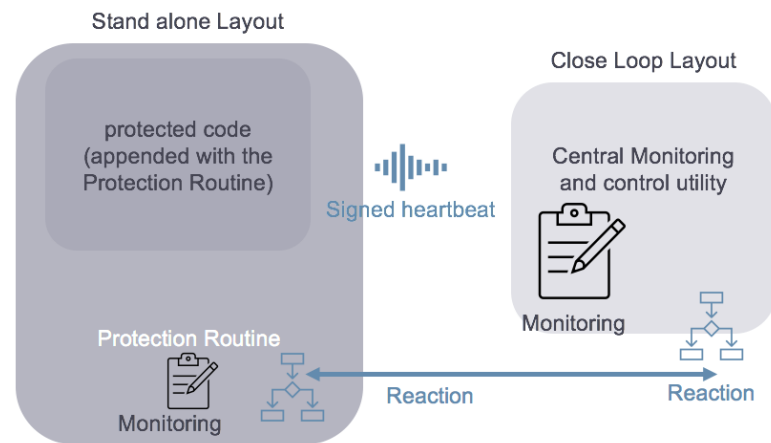 Stand alone Layout
Close Loop Layout
protected code
(appended with the
Protection Routine)
Signed heartbeat
Central Monitoring
and control utility
Monitoring
Protection Routine
Monitoring
Reaction
Reaction